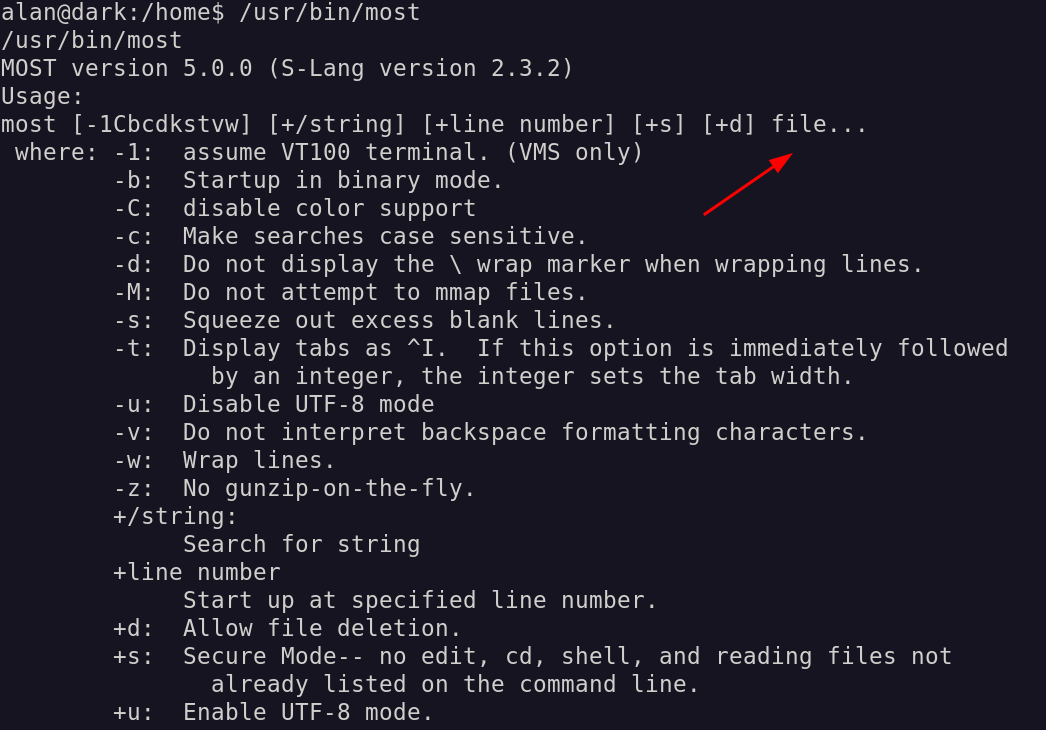 alan@dark:/home$ /usr/bin/most
/usr/bin/most
MOST version 5.0.0 (S-Lang version 2.3.2)
Usage:
most [-1Cbcdkstvw] [+/string] [+line number] [+s] [+d] file...
 where: -1:  assume VT100 terminal. (VMS only)
        -b:  Startup in binary mode.
        -C:  disable color support
        -c:  Make searches case sensitive.
        -d:  Do not display the \ wrap marker when wrapping lines.
        -M:  Do not attempt to mmap files.
        -s:  Squeeze out excess blank lines.
        -t:  Display tabs as ^I.  If this option is immediately followed
               by an integer, the integer sets the tab width.
        -u:  Disable UTF-8 mode
        -v:  Do not interpret backspace formatting characters.
        -w:  Wrap lines.
        -z:  No gunzip-on-the-fly.
        +/string:
             Search for string
        +line number
             Start up at specified line number.
        +d:  Allow file deletion.
        +s:  Secure Mode-- no edit, cd, shell, and reading files not
               already listed on the command line.
        +u:  Enable UTF-8 mode.